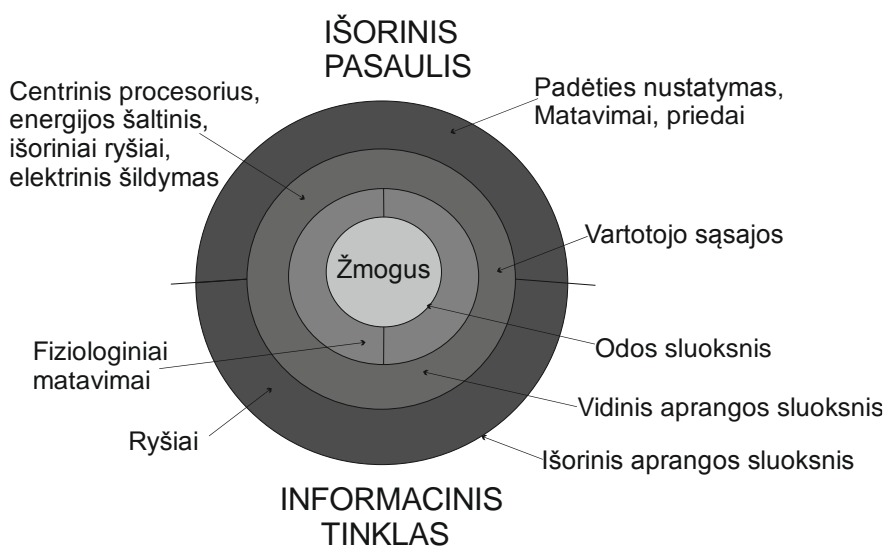 IŠORINIS
PASAULIS
Centrinis procesorius,
energijos šaltinis,
išoriniai ryšiai,
elektrinis šildymas
Padėties nustatymas,
Matavimai, priedai
Vartotojo sąsajos
Žmogus
Odos sluoksnis
Fiziologiniai
matavimai
Vidinis aprangos sluoksnis
Ryšiai
Išorinis aprangos sluoksnis
INFORMACINIS
TINKLAS